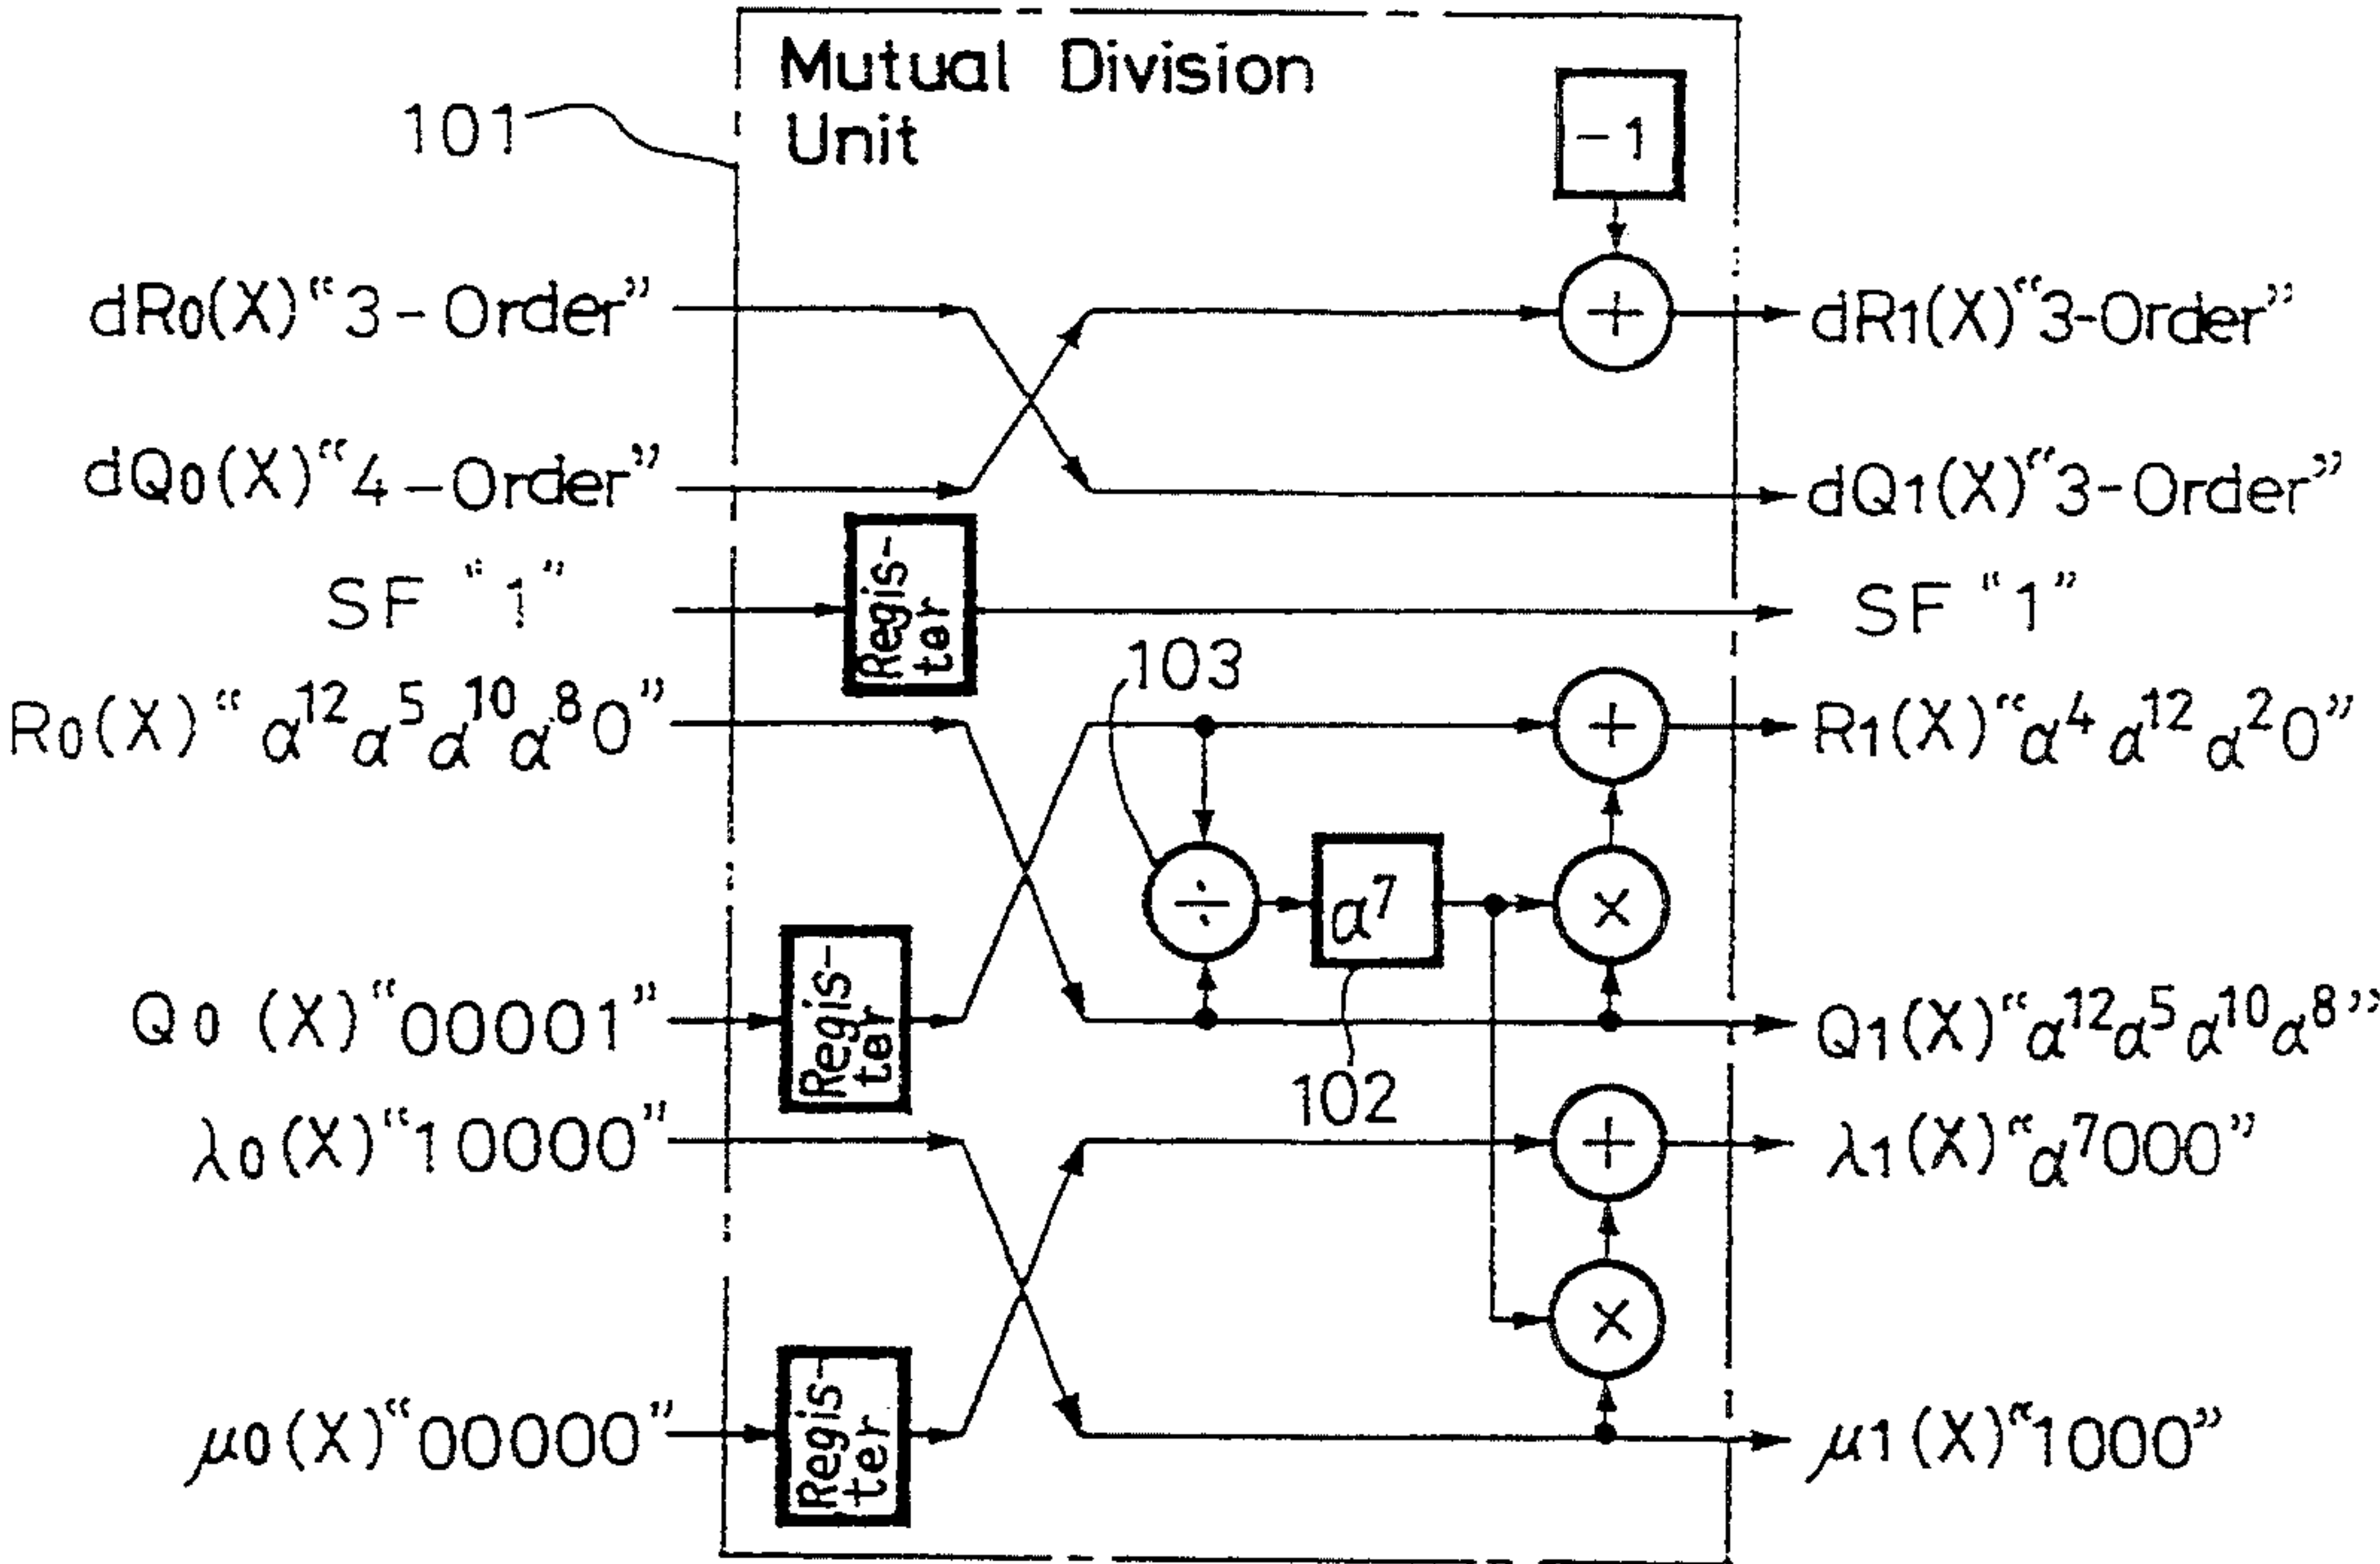 Mutual Division
Unit
101
-1
+
dR0(X)“3-Order”
dR1(X)“3-Order”
dQ0(X)“4-Order”
dQ1(X)“3-Order”
Regis-
ter
SF “1”
SF “1”
103
R0(X)“α¹²α⁵α¹⁰α⁸0”
+
R1(X)“α⁴α¹²α²0”
÷
α⁷
×
Q0(X)“00001”
Regis-
ter
Q1(X)“α¹²α⁵α¹⁰α⁸”
102
λ0(X)“10000”
+
λ1(X)“α⁷000”
×
μ0(X)“00000”
Regis-
ter
μ1(X)“1000”